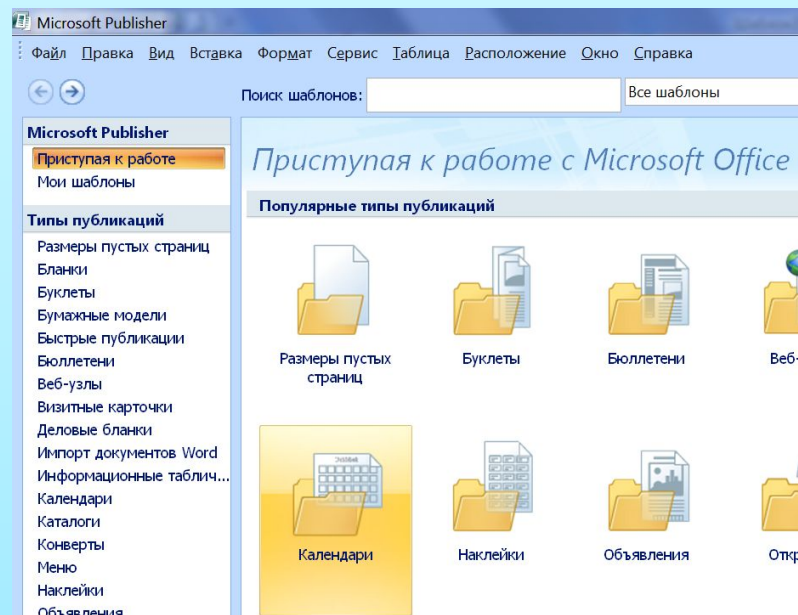 Microsoft Publisher
Файл Правка Вид Вставка Формат Сервис Таблица Расположение Окно Справка
Поиск шаблонов:
Все шаблоны
Microsoft Publisher
Приступая к работе
Мои шаблоны
Типы публикаций
Размеры пустых страниц
Бланки
Буклеты
Бумажные модели
Быстрые публикации
Бюллетени
Веб-узлы
Визитные карточки
Деловые бланки
Импорт документов Word
Информационные таблич...
Календари
Каталоги
Конверты
Меню
Наклейки
Объявления
Приступая к работе с Microsoft Office
Популярные типы публикаций
Размеры пустых
страниц
Буклеты
Бюллетени
Веб-
Календари
Наклейки
Объявления
Откр